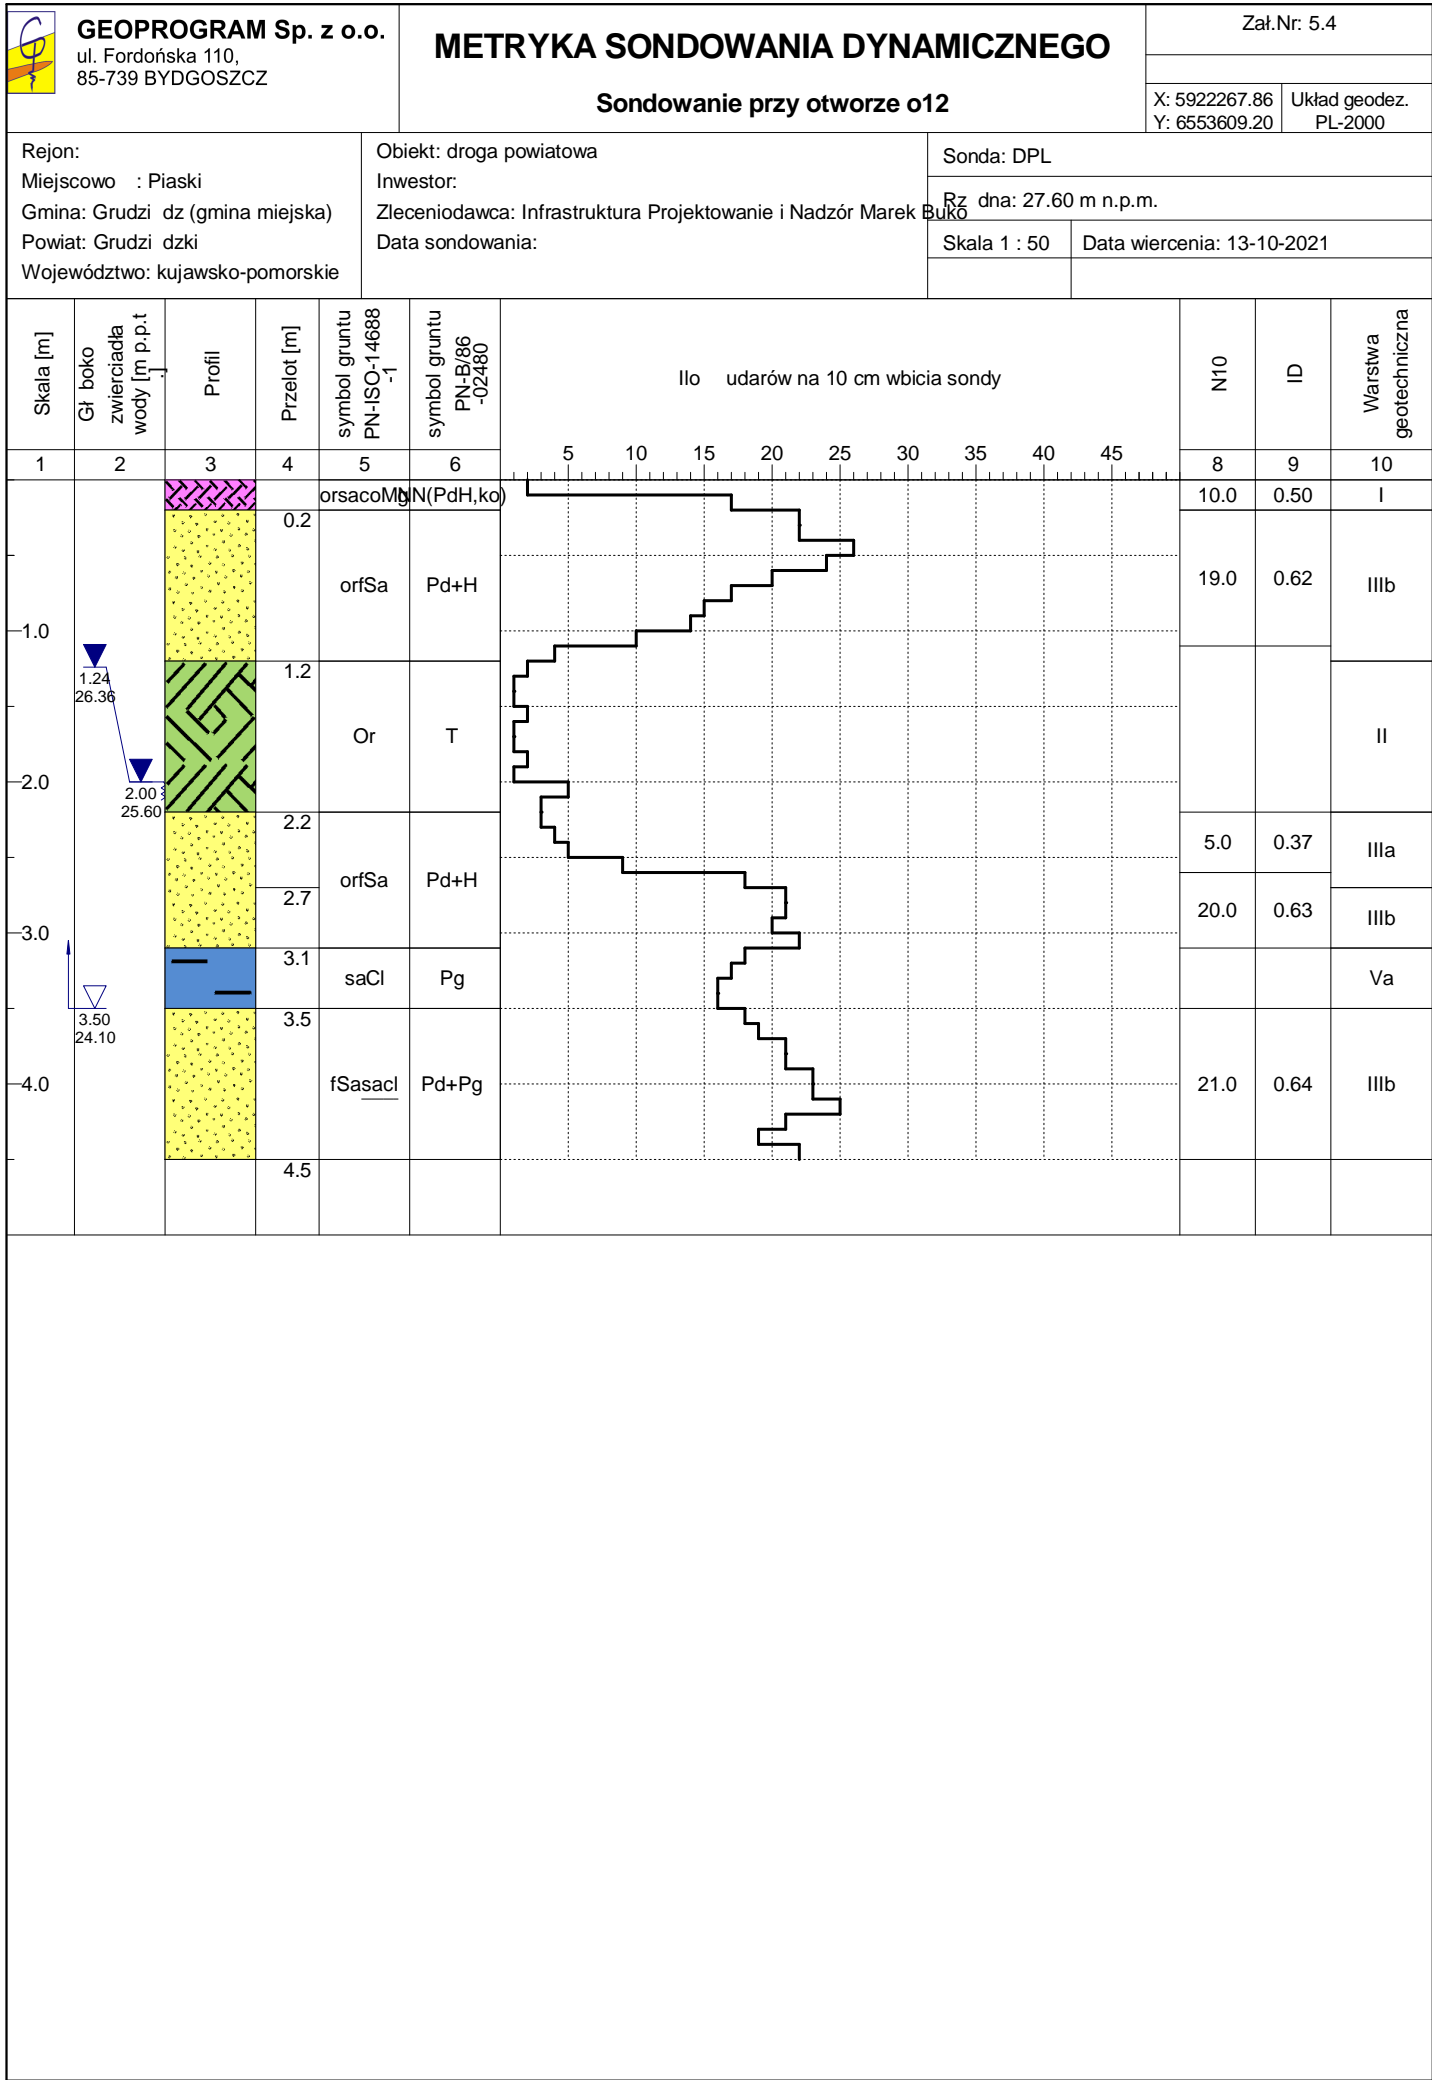 GEOPROGRAM Sp. z o.o.
ul. Fordońska 110,
85-739 BYDGOSZCZ
METRYKA SONDOWANIA DYNAMICZNEGO
Sondowanie przy otworze o12
Zał.Nr: 5.4
X: 5922267.86
Y: 6553609.20
Układ geodez.
PL-2000
Rejon:
Miejscowo : Piaski
Gmina: Grudzi dz (gmina miejska)
Powiat: Grudzi dzki
Województwo: kujawsko-pomorskie
Obiekt: droga powiatowa
Inwestor:
Zleceniodawca: Infrastruktura Projektowanie i Nadzór Marek Buko
Data sondowania:
Sonda: DPL
Rz dna: 27.60 m n.p.m.
Skala 1 : 50
Data wiercenia: 13-10-2021
Skala [m]
Gł boko
zwierciadła
wody [m p.p.t
.]
Profil
Przelot [m]
symbol gruntu
PN-ISO-14688
-1
symbol gruntu
PN-B/86
-02480
Ilo udarów na 10 cm wbicia sondy
N10
ID
Warstwa
geotechniczna
5 10 15 20 25 30 35 40 45
1 2 3 4 5 6 8 9 10
orsacoMg NN(PdH,ko) 10.0 0.50 I
0.2
orfSa Pd+H 19.0 0.62 IIIb
1.0
1.2
1.24
26.36
Or T II
2.0
2.00
25.60
2.2
5.0 0.37 IIIa
orfSa Pd+H
2.7
20.0 0.63 IIIb
3.0
3.1
saCl Pg Va
3.50
24.10
3.5
4.0
fSasacl Pd+Pg 21.0 0.64 IIIb
4.5